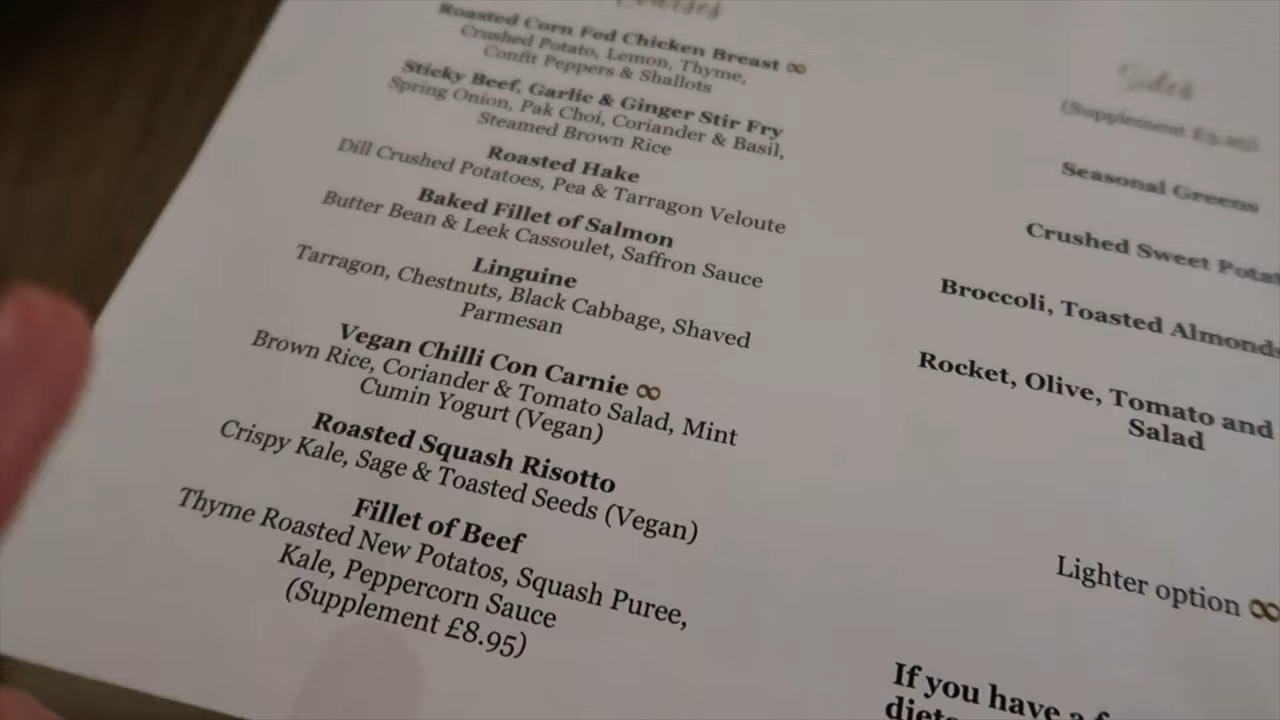 Courses
Roasted Corn Fed Chicken Breast ∞
Crushed Potato, Lemon, Thyme,
Confit Peppers & Shallots
Sticky Beef, Garlic & Ginger Stir Fry
Spring Onion, Pak Choi, Coriander & Basil,
Steamed Brown Rice
Roasted Hake
Dill Crushed Potatoes, Pea & Tarragon Veloute
Baked Fillet of Salmon
Butter Bean & Leek Cassoulet, Saffron Sauce
Linguine
Tarragon, Chestnuts, Black Cabbage, Shaved
Parmesan
Vegan Chilli Con Carnie ∞
Brown Rice, Coriander & Tomato Salad, Mint
Cumin Yogurt (Vegan)
Roasted Squash Risotto
Crispy Kale, Sage & Toasted Seeds (Vegan)
Fillet of Beef
Thyme Roasted New Potatos, Squash Puree,
Kale, Peppercorn Sauce
(Supplement £8.95)
Sides
(Supplement
Seasonal Greens
Crushed Sweet
Broccoli, Toasted Almonds
Rocket, Olive, Tomato and
Salad
Lighter option ∞
If you have a